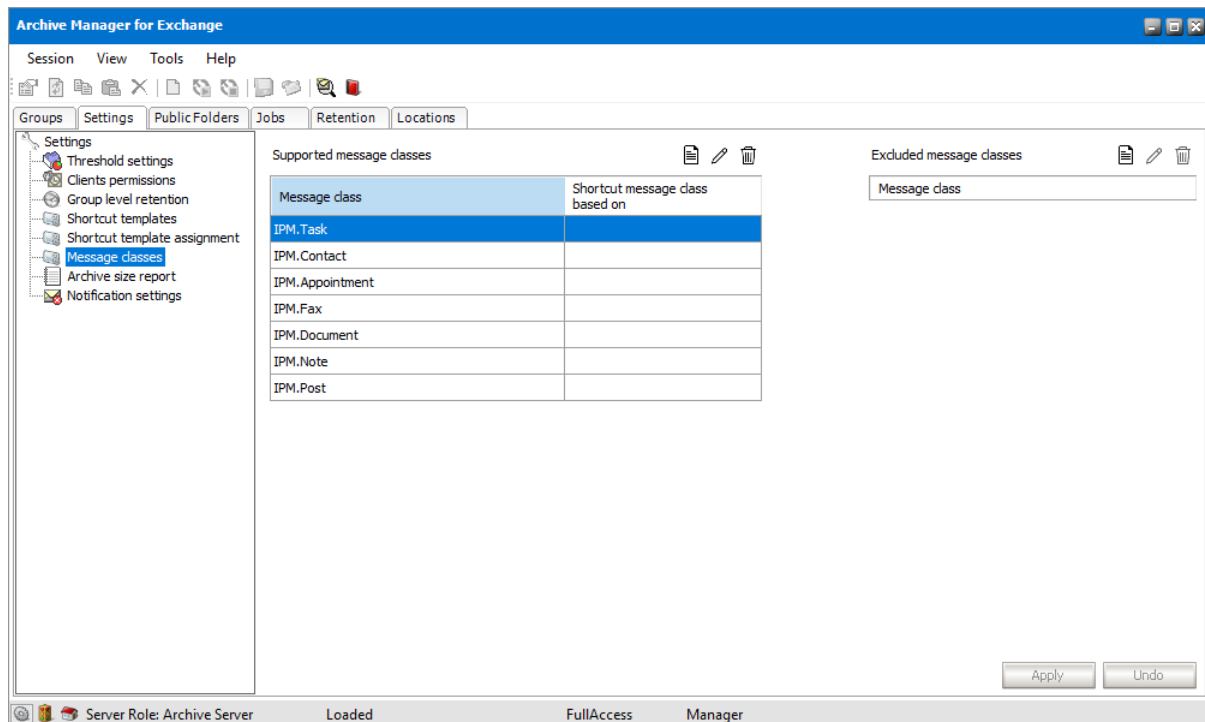 Archive Manager for Exchange
Session View Tools Help
Groups Settings Public Folders Jobs Retention Locations
Settings
Threshold settings
Clients permissions
Group level retention
Shortcut templates
Shortcut template assignment
Message classes
Archive size report
Notification settings
Supported message classes
Message class
Shortcut message class
based on
IPM.Task
IPM.Contact
IPM.Appointment
IPM.Fax
IPM.Document
IPM.Note
IPM.Post
Excluded message classes
Message class
Apply Undo
Server Role: Archive Server Loaded FullAccess Manager